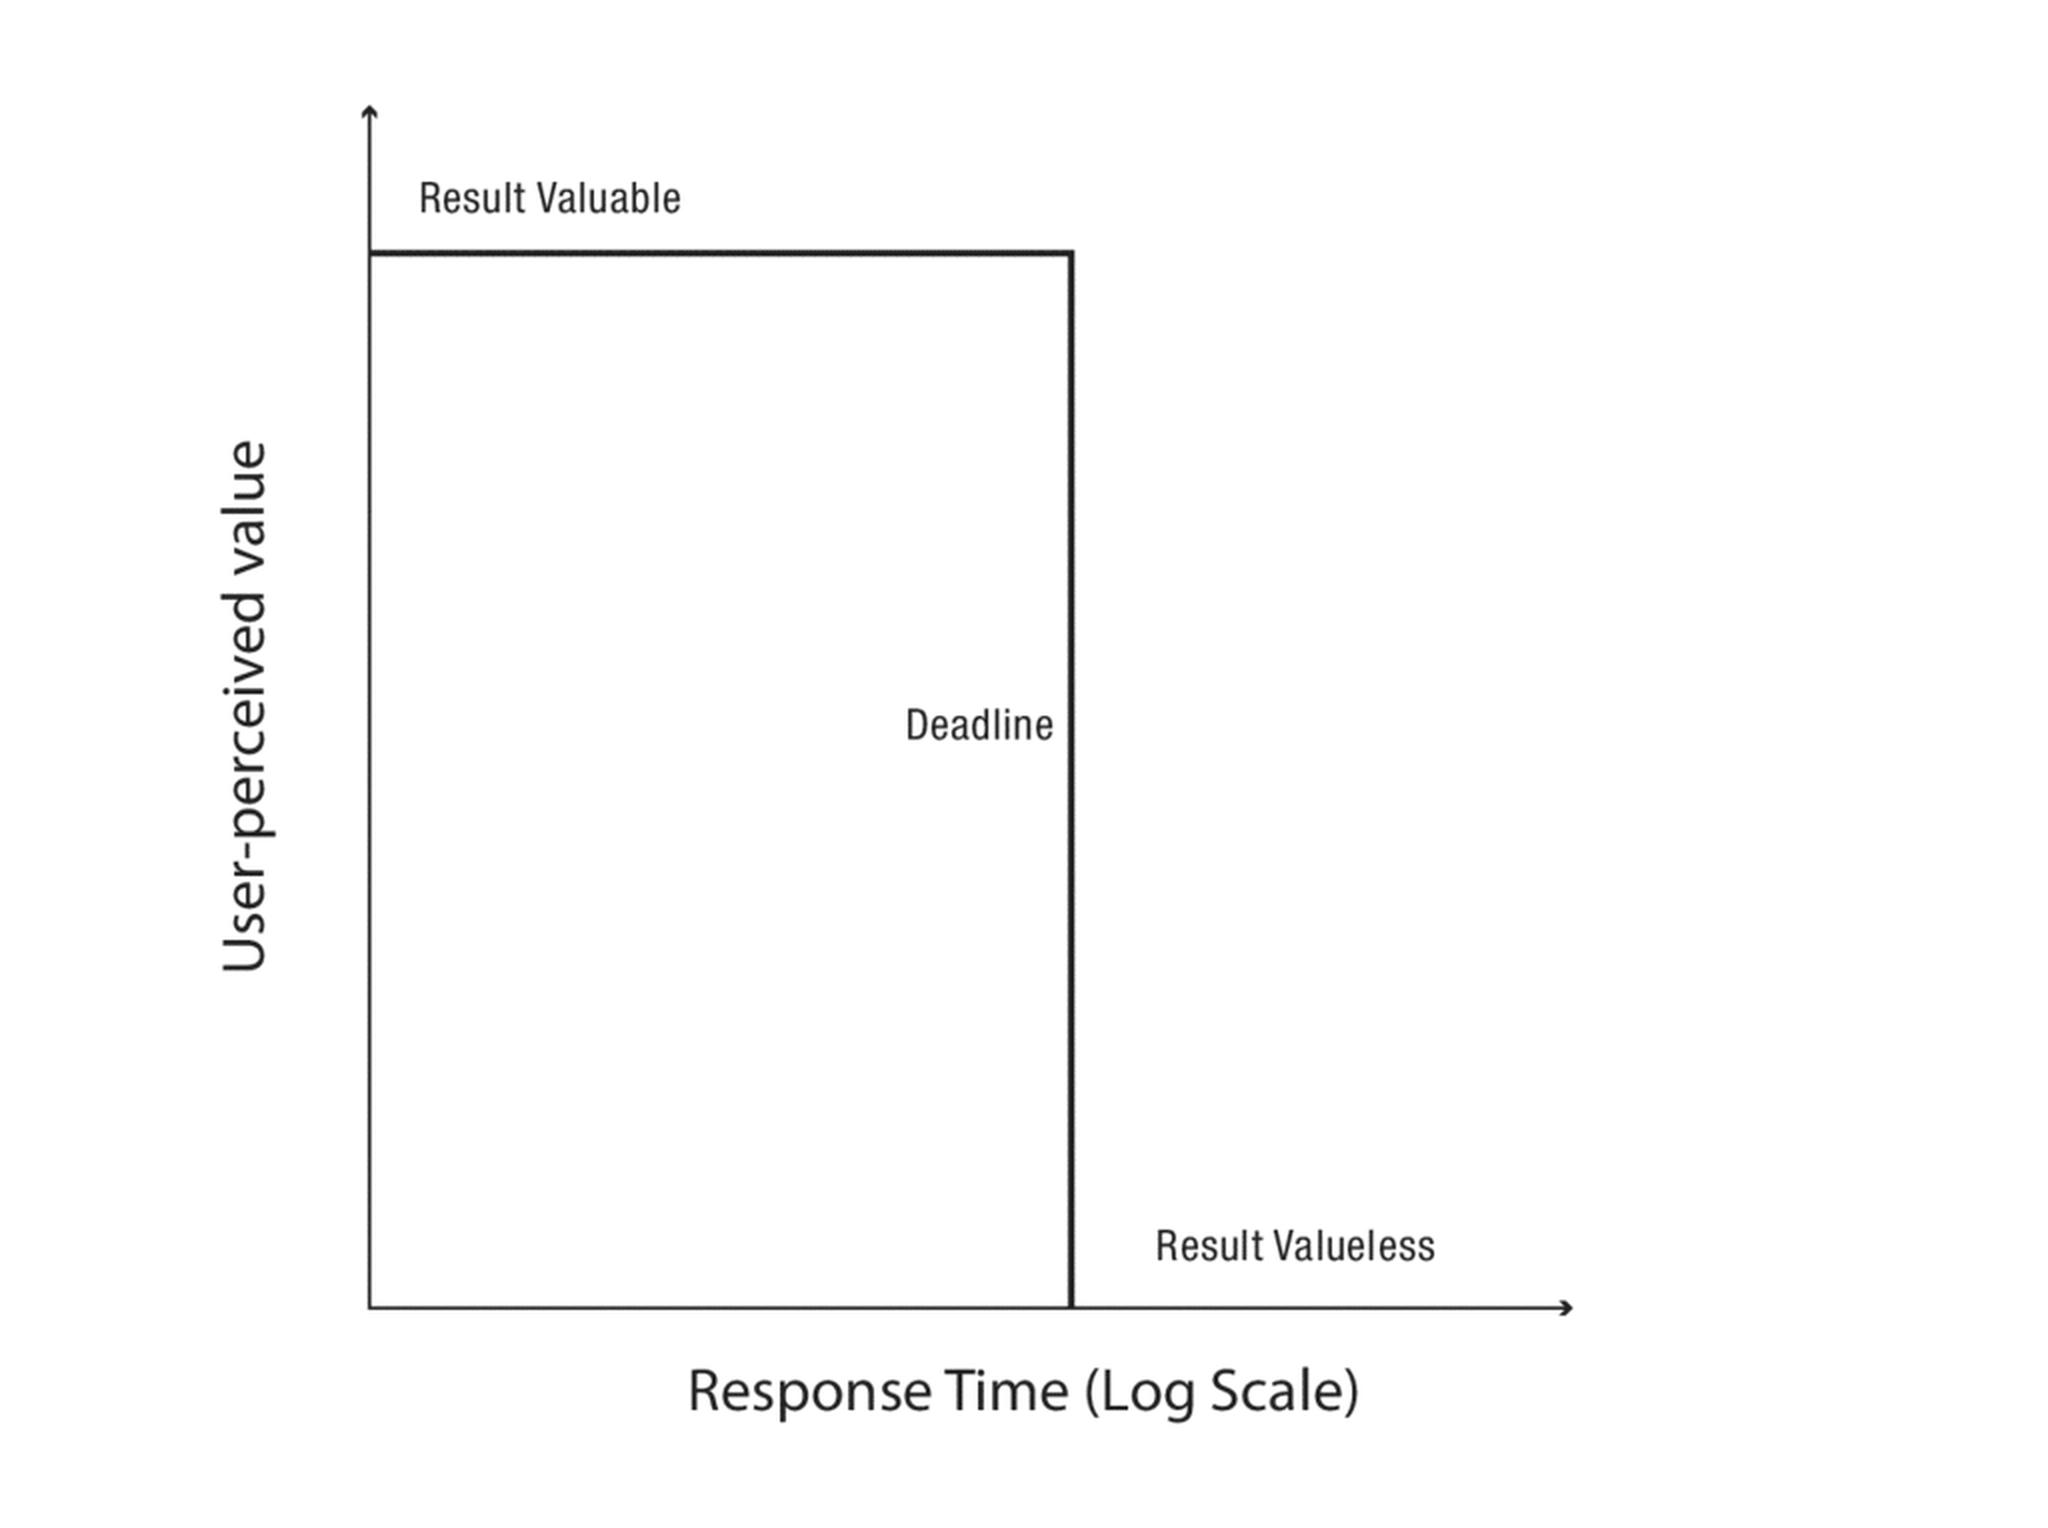 Result Valuable
User-perceived value
Deadline
Result Valueless
Response Time (Log Scale)